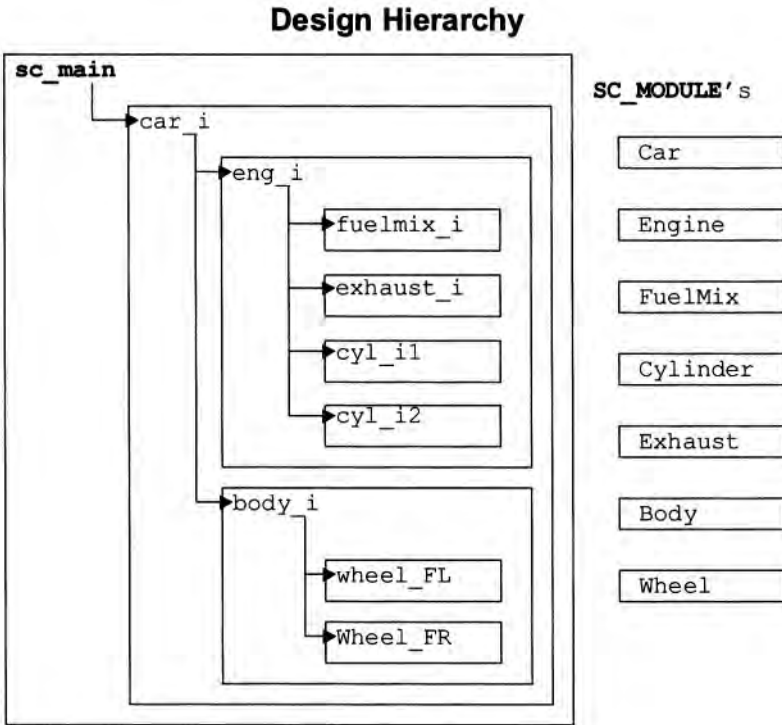 Design Hierarchy
sc_main
car_i
eng_i
fuelmix_i
exhaust_i
cyl_i1
cyl_i2
body_i
wheel_FL
Wheel_FR
SC_MODULE's
Car
Engine
FuelMix
Cylinder
Exhaust
Body
Wheel